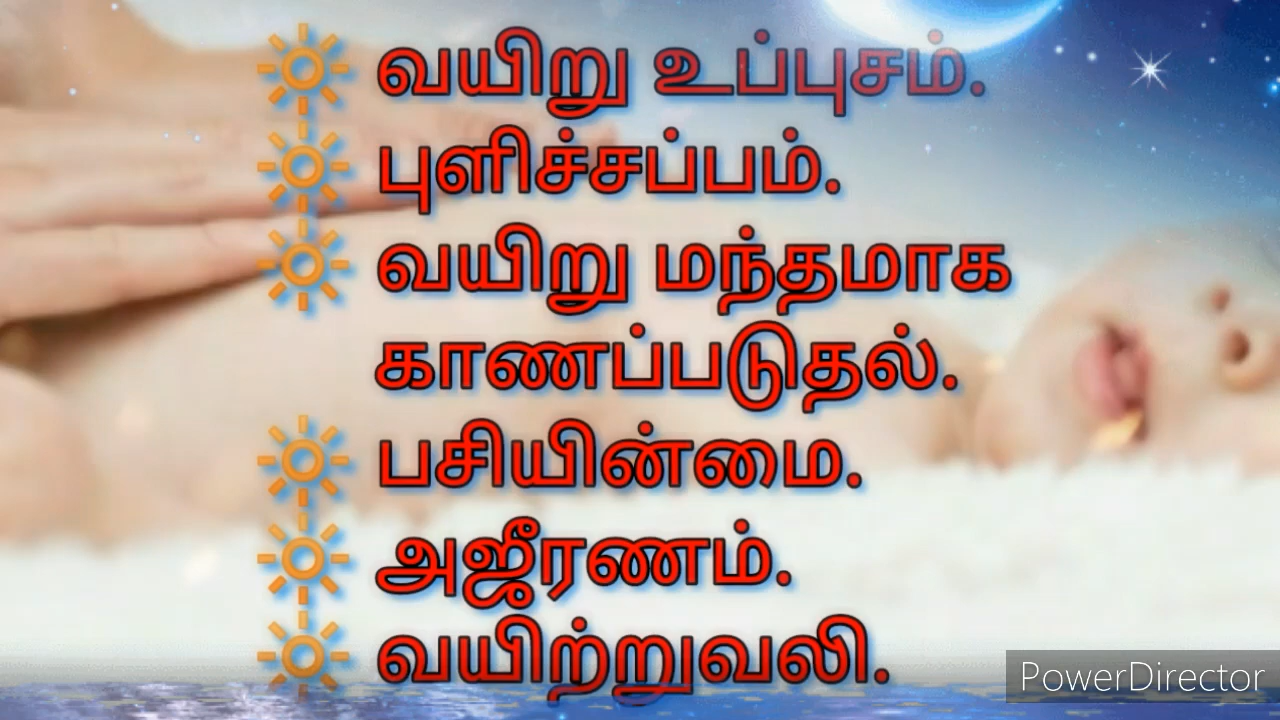 🔆 வயிறு உப்புசம்.
🔆 புளிச்சப்பம்.
🔆 வயிறு மந்தமாக
காணப்படுதல்.
🔆 பசியின்மை.
🔆 அஜீரணம்.
🔆 வயிற்றுவலி.
PowerDirector